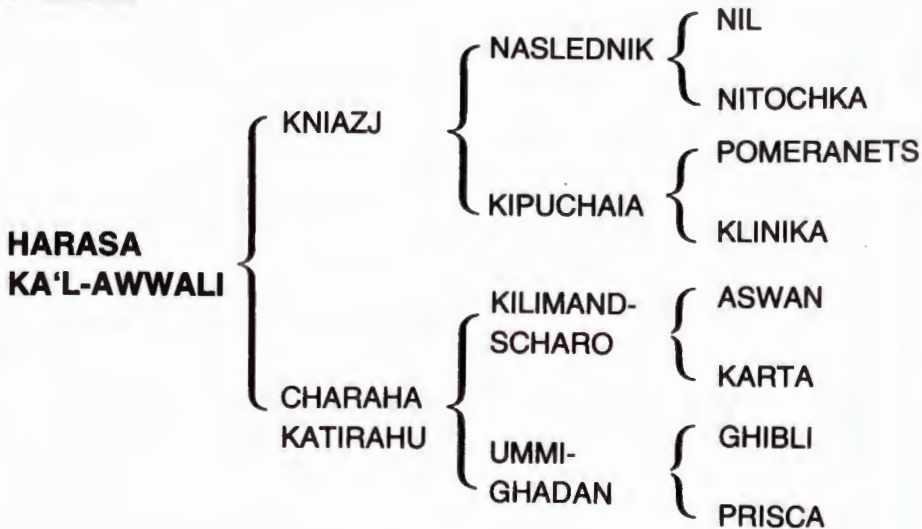 NIL
NASLEDNIK
NITOCHKA
KNIAZJ
POMERANETS
KIPUCHAIA
KLINIKA
HARASA
KA‘L-AWWALI
KILIMAND-
SCHARO
ASWAN
KARTA
CHARAHA
KATIRAHU
GHIBLI
UMMI-
GHADAN
PRISCA